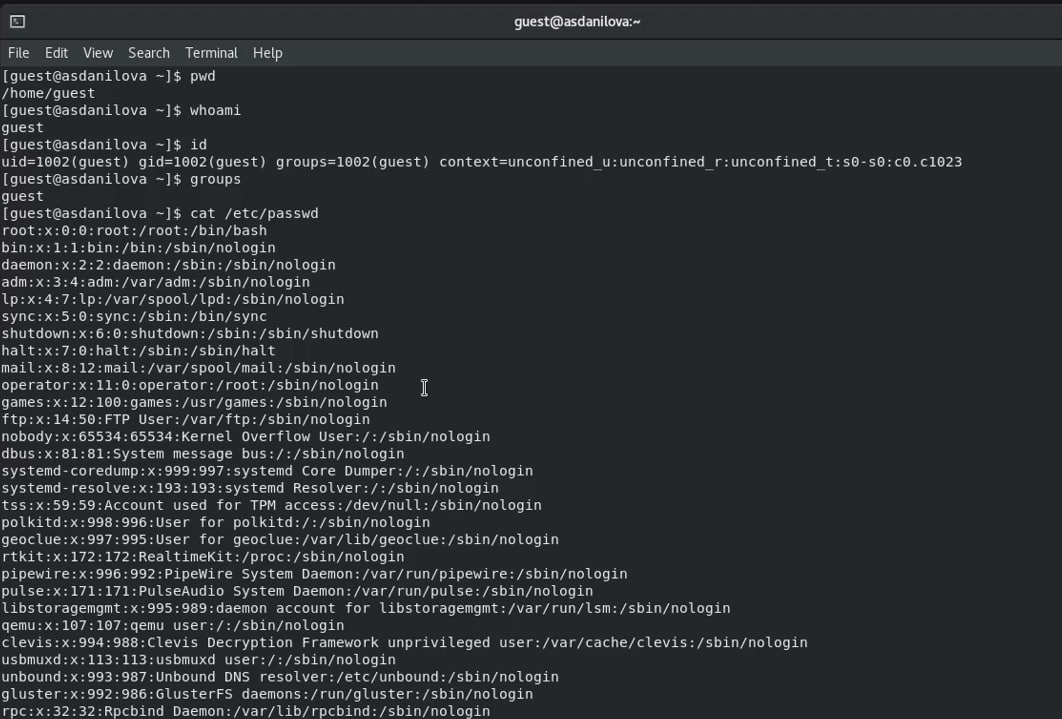 guest@asdanilova:~
File Edit View Search Terminal Help
[guest@asdanilova ~]$ pwd
/home/guest
[guest@asdanilova ~]$ whoami
guest
[guest@asdanilova ~]$ id
uid=1002(guest) gid=1002(guest) groups=1002(guest) context=unconfined_u:unconfined_r:unconfined_t:s0-s0:c0.c1023
[guest@asdanilova ~]$ groups
guest
[guest@asdanilova ~]$ cat /etc/passwd
root:x:0:0:root:/root:/bin/bash
bin:x:1:1:bin:/bin:/sbin/nologin
daemon:x:2:2:daemon:/sbin:/sbin/nologin
adm:x:3:4:adm:/var/adm:/sbin/nologin
lp:x:4:7:lp:/var/spool/lpd:/sbin/nologin
sync:x:5:0:sync:/sbin:/bin/sync
shutdown:x:6:0:shutdown:/sbin:/sbin/shutdown
halt:x:7:0:halt:/sbin:/sbin/halt
mail:x:8:12:mail:/var/spool/mail:/sbin/nologin
operator:x:11:0:operator:/root:/sbin/nologin
games:x:12:100:games:/usr/games:/sbin/nologin
ftp:x:14:50:FTP User:/var/ftp:/sbin/nologin
nobody:x:65534:65534:Kernel Overflow User:/:/sbin/nologin
dbus:x:81:81:System message bus:/:/sbin/nologin
systemd-coredump:x:999:997:systemd Core Dumper:/:/sbin/nologin
systemd-resolve:x:193:193:systemd Resolver:/:/sbin/nologin
tss:x:59:59:Account used for TPM access:/dev/null:/sbin/nologin
polkitd:x:998:996:User for polkitd:/:/sbin/nologin
geoclue:x:997:995:User for geoclue:/var/lib/geoclue:/sbin/nologin
rtkit:x:172:172:RealtimeKit:/proc:/sbin/nologin
pipewire:x:996:992:PipeWire System Daemon:/var/run/pipewire:/sbin/nologin
pulse:x:171:171:PulseAudio System Daemon:/var/run/pulse:/sbin/nologin
libstoragemgmt:x:995:989:daemon account for libstoragemgmt:/var/run/lsm:/sbin/nologin
qemu:x:107:107:qemu user:/:/sbin/nologin
clevis:x:994:988:Clevis Decryption Framework unprivileged user:/var/cache/clevis:/sbin/nologin
usbmuxd:x:113:113:usbmuxd user:/:/sbin/nologin
unbound:x:993:987:Unbound DNS resolver:/etc/unbound:/sbin/nologin
gluster:x:992:986:GlusterFS daemons:/run/gluster:/sbin/nologin
rpc:x:32:32:Rpcbind Daemon:/var/lib/rpcbind:/sbin/nologin